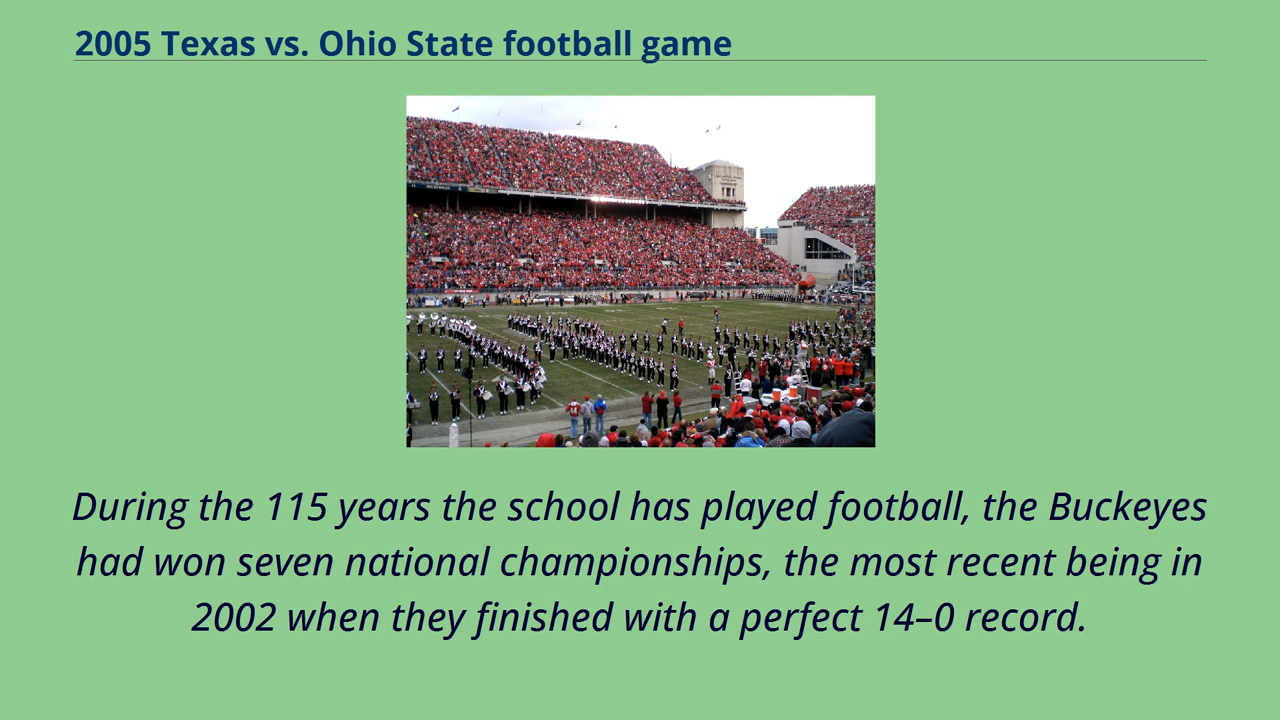 2005 Texas vs. Ohio State football game
During the 115 years the school has played football, the Buckeyes
had won seven national championships, the most recent being in
2002 when they finished with a perfect 14–0 record.